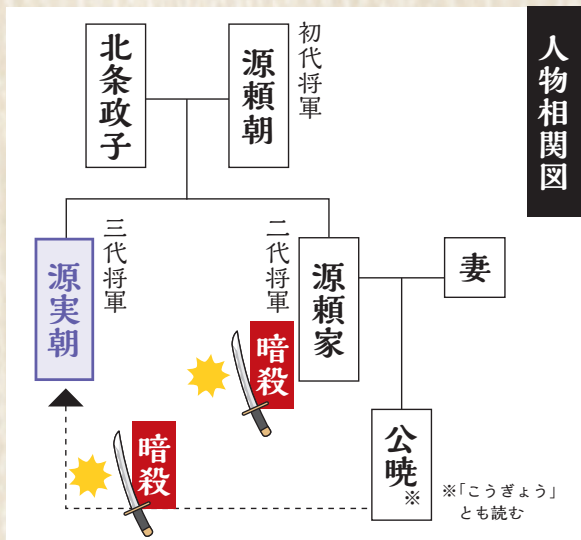 人物相関図
初代将軍
源頼朝
北条政子
妻
源頼家
二代将軍
暗殺
三代将軍
源実朝
公暁※
暗殺
※「こうぎょう」
とも読む